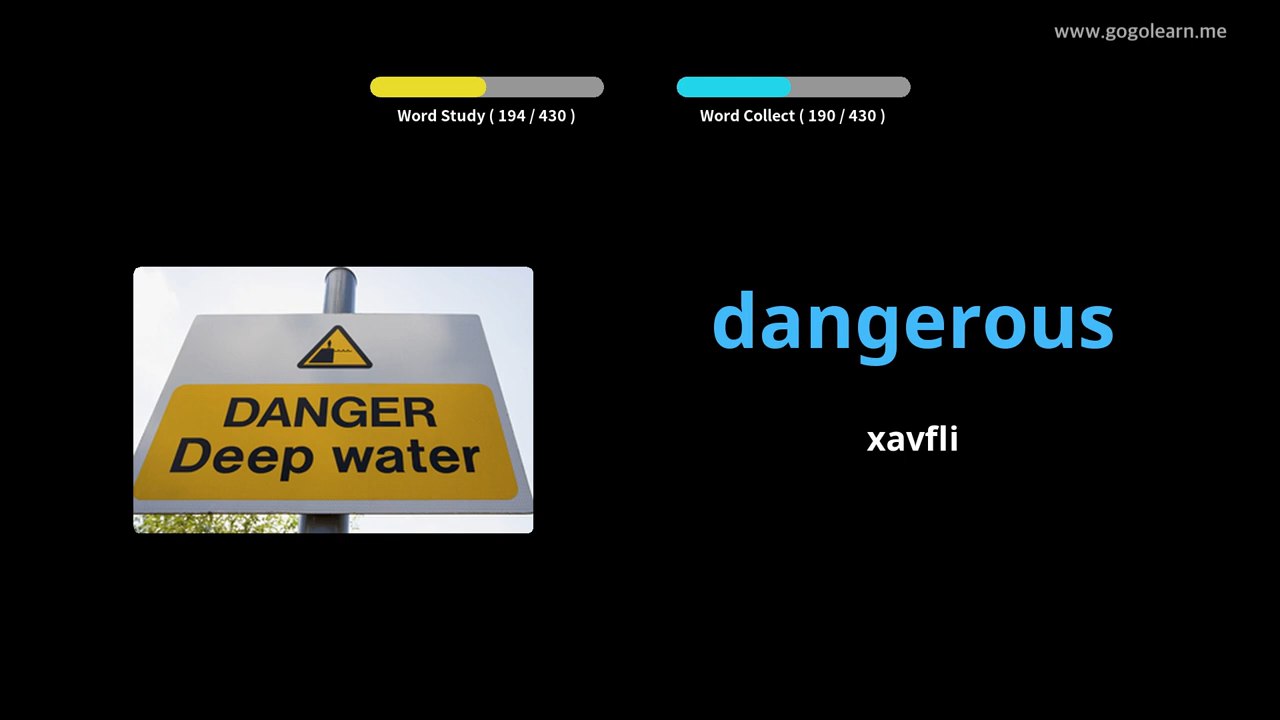 www.gogolearn.me
Word Study ( 194 / 430 )
Word Collect ( 190 / 430 )
DANGER
Deep water
dangerous
xavfli